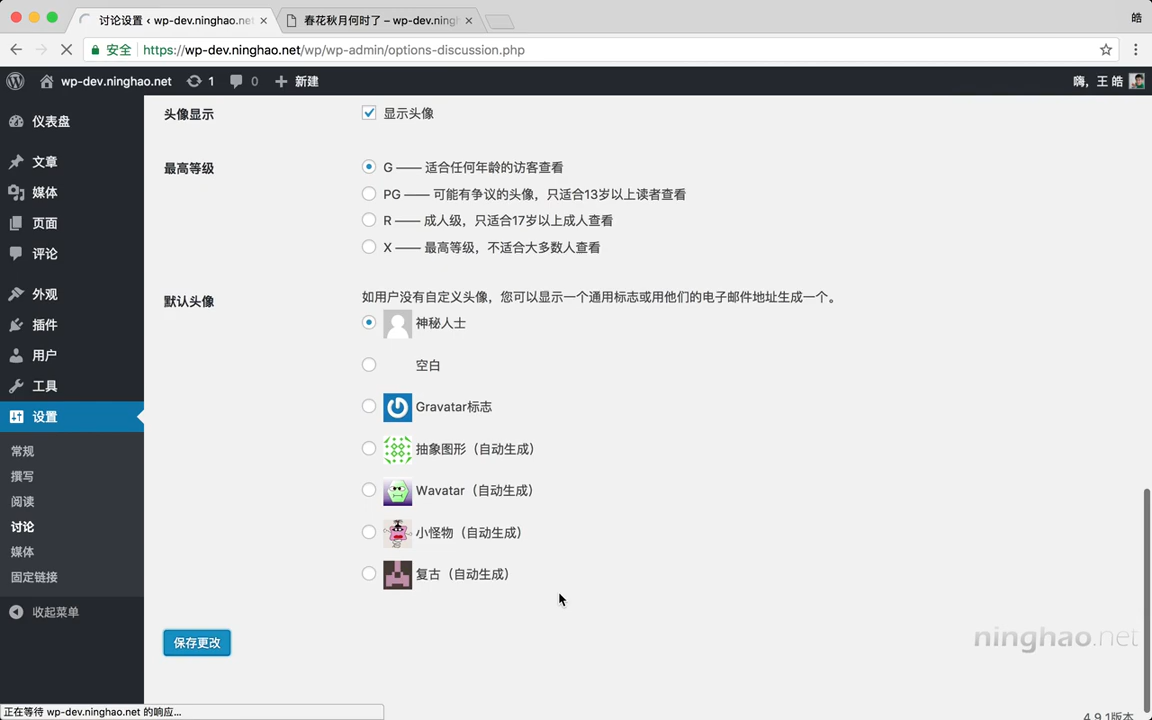 讨论设置 ‹ wp-dev.ninghao.net
春花秋月何时了 – wp-dev.ningh
皓
安全 https://wp-dev.ninghao.net/wp/wp-admin/options-discussion.php
wp-dev.ninghao.net 1 0 新建
嗨，王 皓
仪表盘
文章
媒体
页面
评论
外观
插件
用户
工具
设置
常规
撰写
阅读
讨论
媒体
固定链接
收起菜单
头像显示
显示头像
最高等级
G —— 适合任何年龄的访客查看
PG —— 可能有争议的头像，只适合13岁以上读者查看
R —— 成人级，只适合17岁以上成人查看
X —— 最高等级，不适合大多数人查看
默认头像
如用户没有自定义头像，您可以显示一个通用标志或用他们的电子邮件地址生成一个。
神秘人士
空白
Gravatar标志
抽象图形（自动生成）
Wavatar（自动生成）
小怪物（自动生成）
复古（自动生成）
保存更改
ninghao.net
正在等待 wp-dev.ninghao.net 的响应...
4.9.1版本